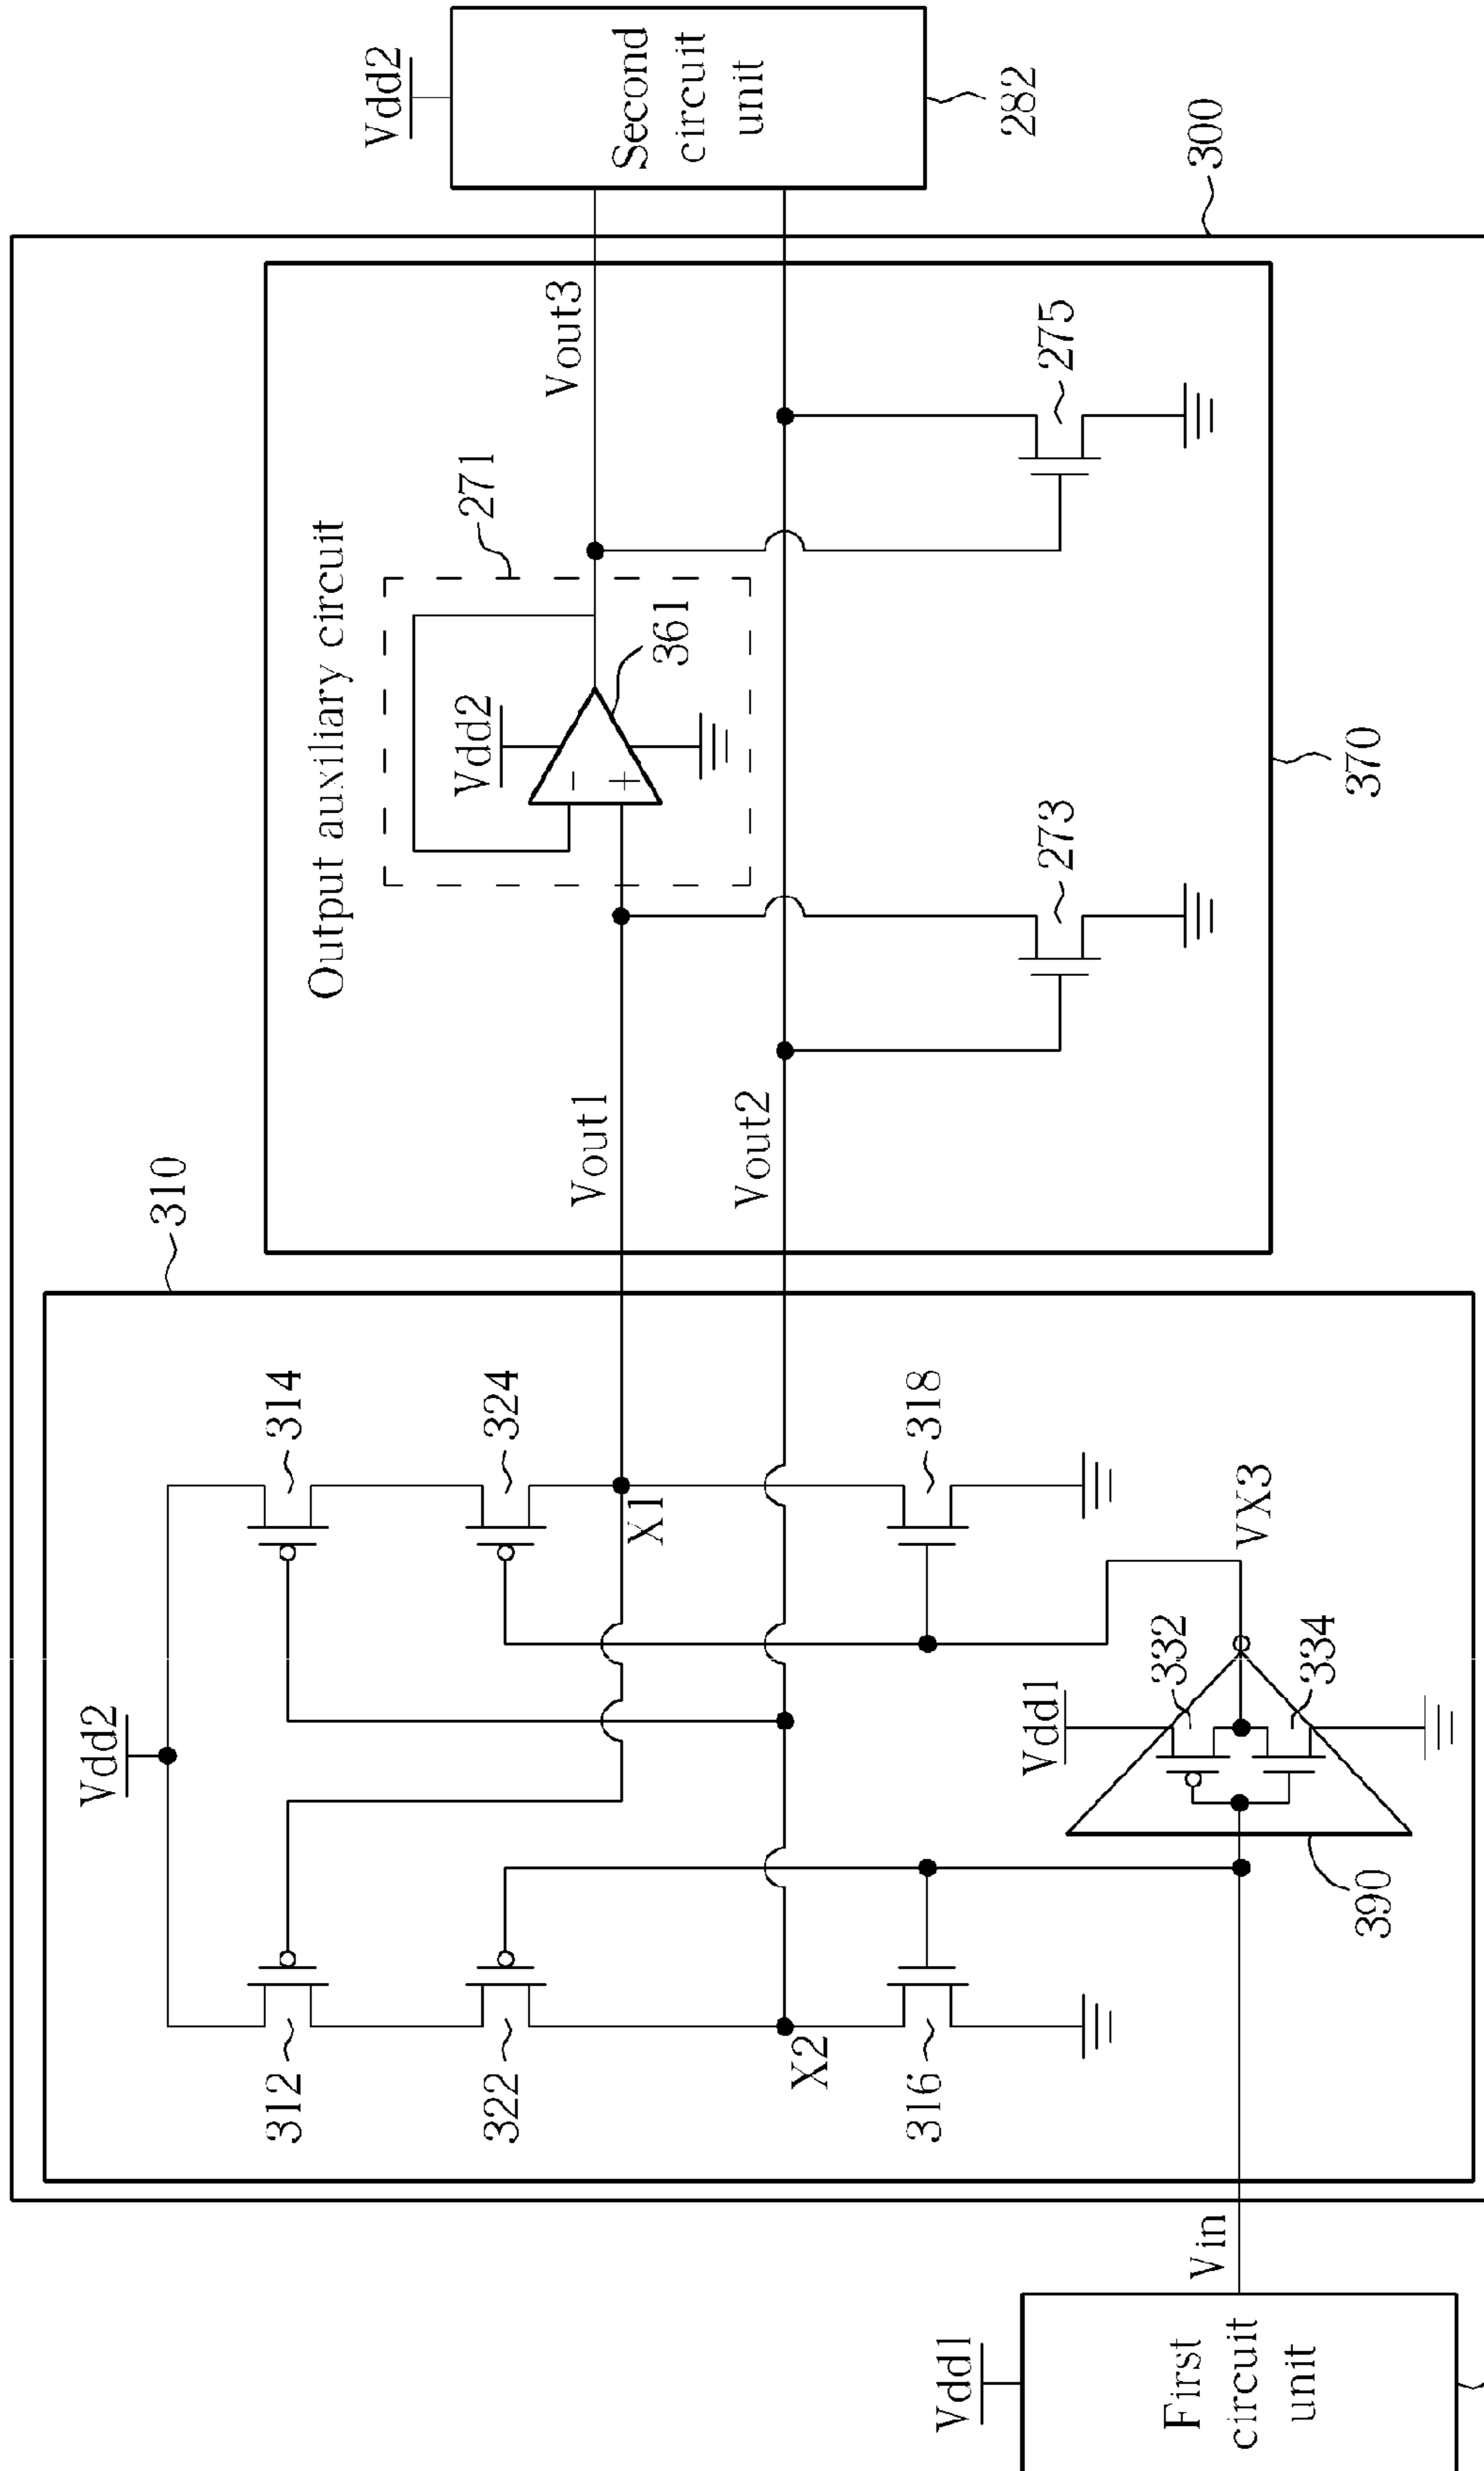 Vdd1
First
circuit
unit
Vin
300
310
Vdd2
312
314
322
324
X1
X2
316
318
Vdd1
332
334
VX3
390
Output auxiliary circuit
271
Vdd2
-
+
361
Vout1
Vout2
Vout3
273
275
370
Vdd2
Second
circuit
unit
282